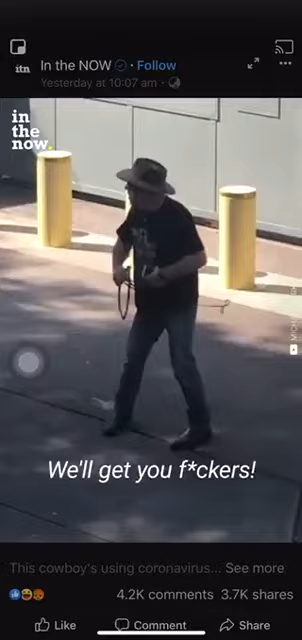 itn
In the NOW · Follow
Yesterday at 10:07 am ·
in
the
now.
We'll get you f*ckers!
This cowboy's using coronavirus... See more
4.2K comments 3.7K shares
Like Comment Share